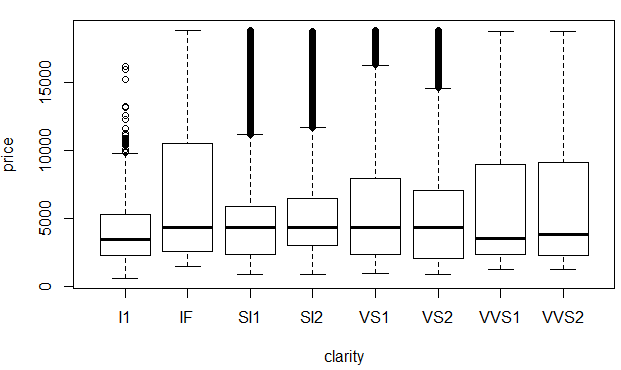 price
15000
10000
5000
0
I1 IF SI1 SI2 VS1 VS2 VVS1 VVS2
clarity